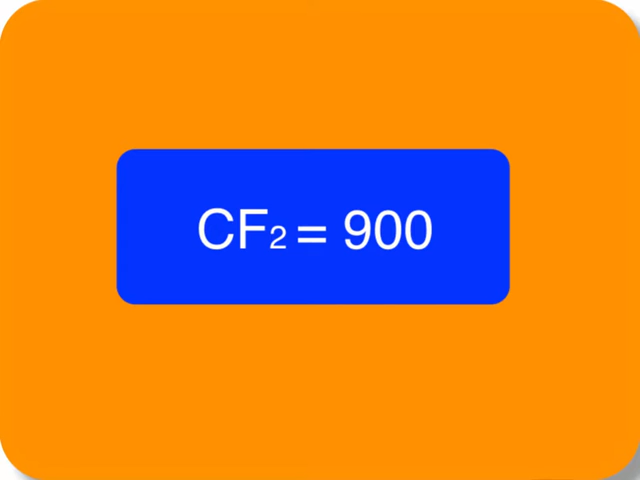 CF₂ = 900